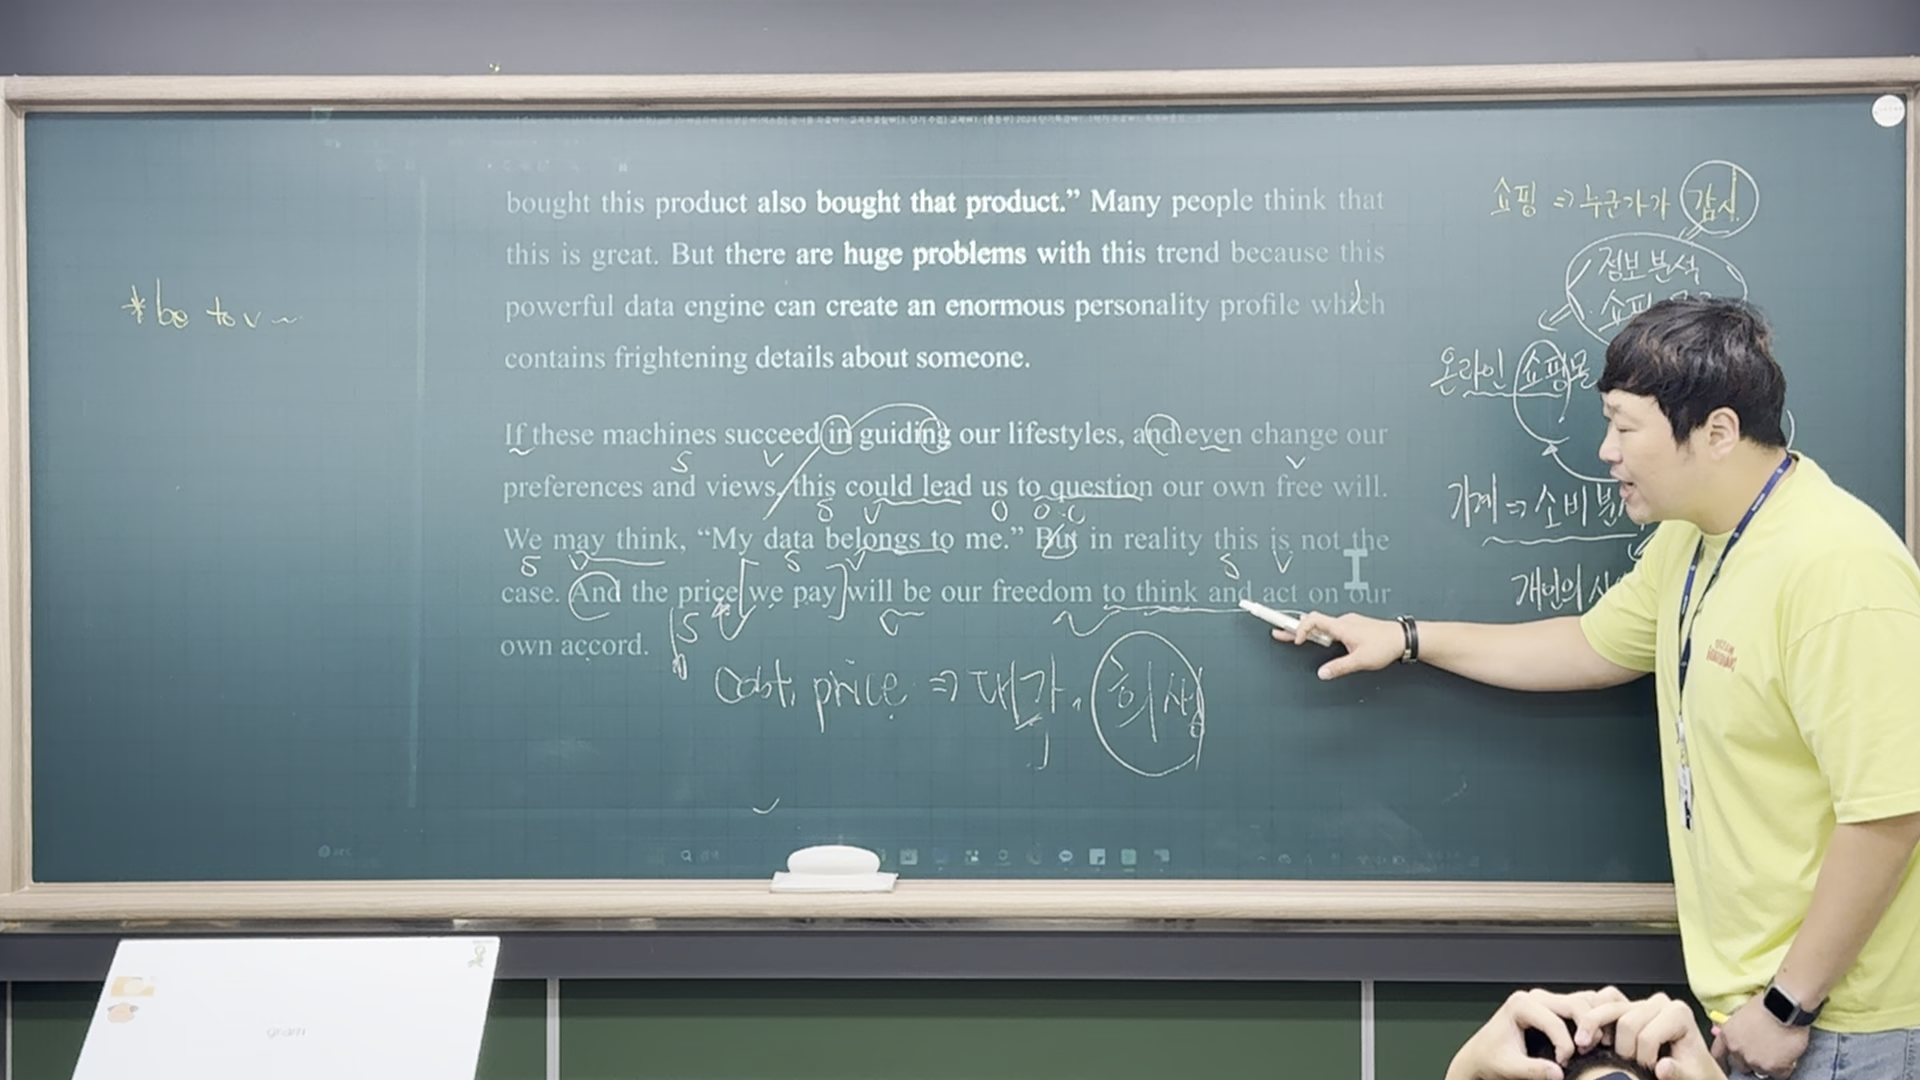 bought this product also bought that product.” Many people think that
this is great. But there are huge problems with this trend because this
powerful data engine can create an enormous personality profile which
contains frightening details about someone.
If these machines succeed in guiding our lifestyles, and even change our
preferences and views, this could lead us to question our own free will.
We may think, “My data belongs to me.” But in reality this is not the
case. And the price we pay will be our freedom to think and act on our
own accord.
S V V
S V O O.C
S V S V S V
S V
cost, price ⇒ 대가, 희생
* be to v ~
쇼핑 ⇒ 누군가가 감시
정보 분석
쇼핑
온라인 쇼핑몰
기계 ⇒ 소비
개인의
gram